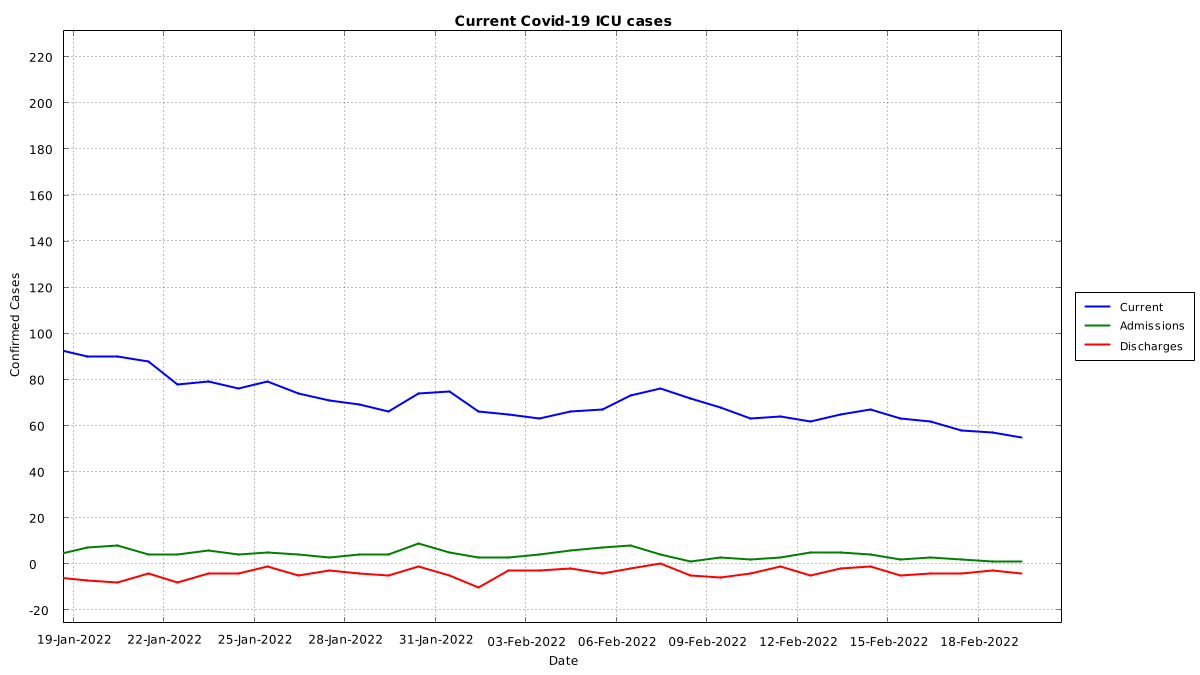 Current Covid-19 ICU cases
220
200
180
160
140
120
100
80
60
40
20
0
-20
Confirmed Cases
19-Jan-2022 22-Jan-2022 25-Jan-2022 28-Jan-2022 31-Jan-2022 03-Feb-2022 06-Feb-2022 09-Feb-2022 12-Feb-2022 15-Feb-2022 18-Feb-2022
Date
Current
Admissions
Discharges